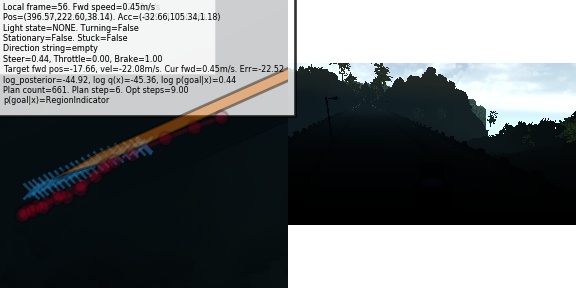 Local frame=56. Fwd speed=0.45m/s
Pos=(396.57,222.60,38.14). Acc=(-32.66,105.34,1.18)
Light state=NONE. Turning=False
Stationary=False. Stuck=False
Direction string=empty
Steer=0.44, Throttle=0.00, Brake=1.00
Target fwd pos=-17.66, vel=-22.08m/s. Cur fwd=0.45m/s. Err=-22.52
log_posterior=-44.92, log q(x)=-45.36, log p(goal|x)=0.44
Plan count=661. Plan step=6. Opt steps=9.00
p(goal|x)=RegionIndicator